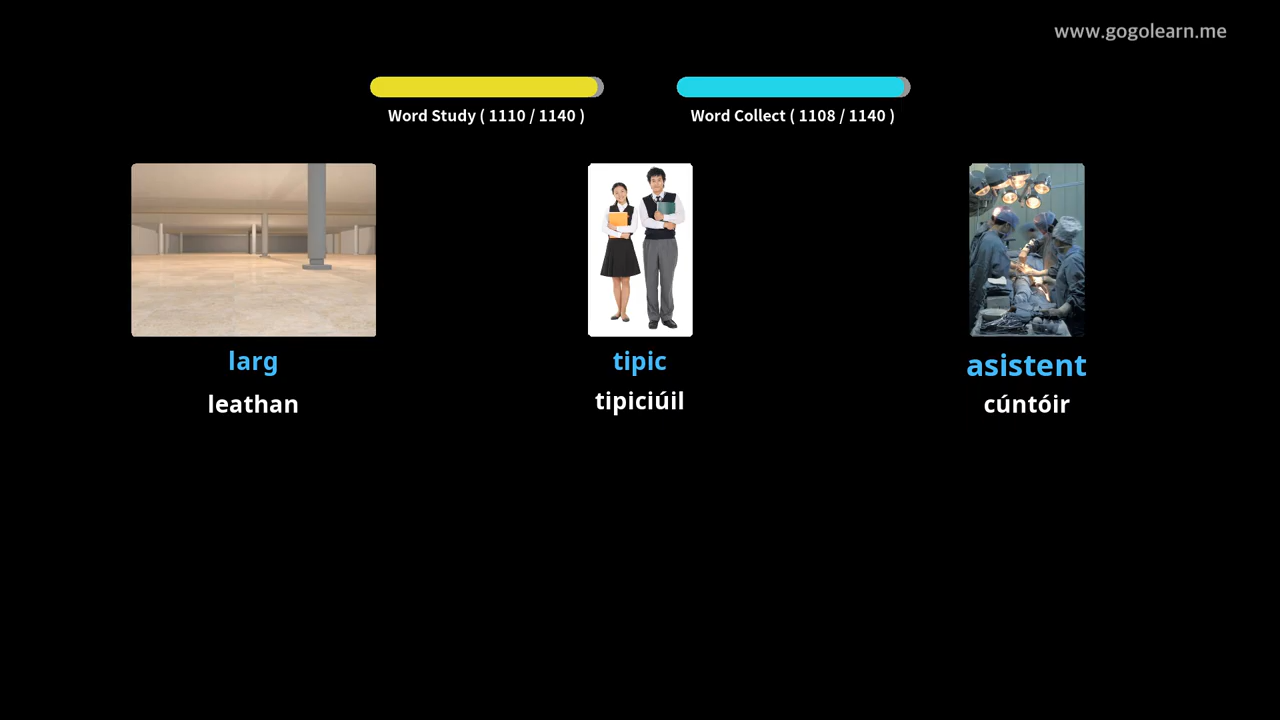 www.gogolearn.me
Word Study ( 1110 / 1140 )
Word Collect ( 1108 / 1140 )
larg
tipic
asistent
leathan
tipiciúil
cúntóir